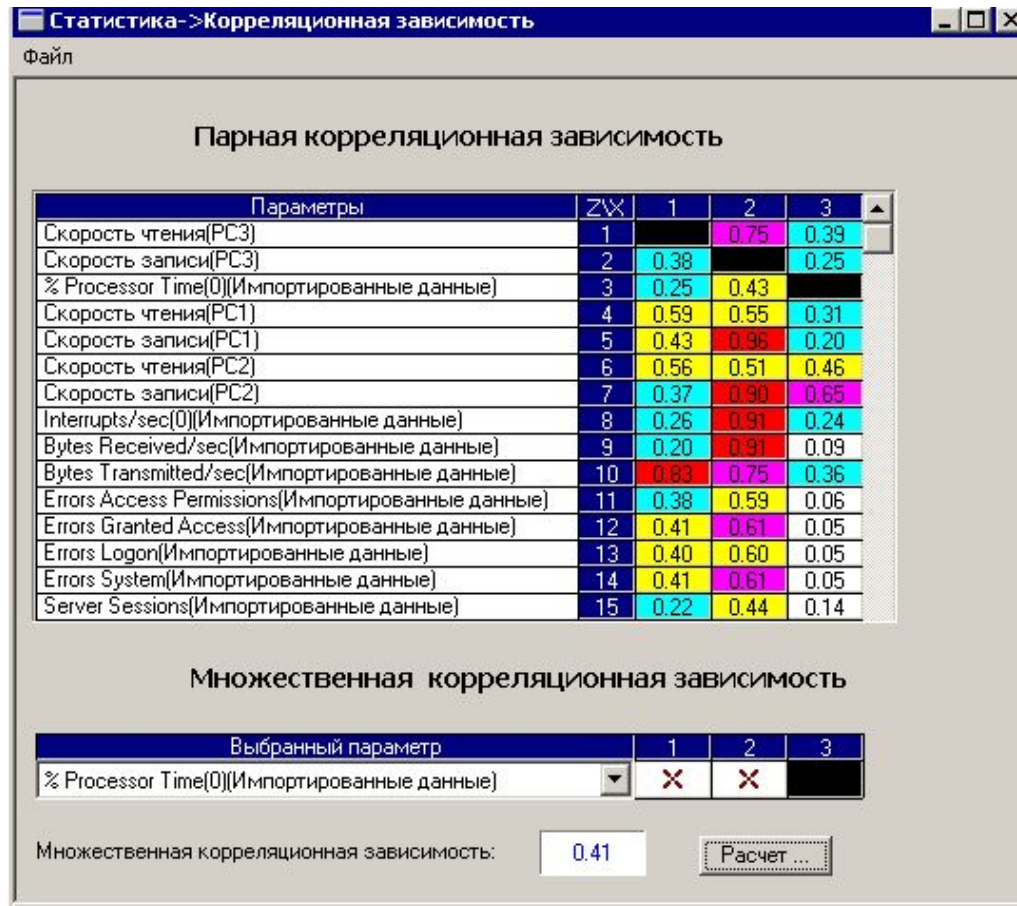 Статистика->Корреляционная зависимость
Файл
Парная корреляционная зависимость
Параметры Z\X 1 2 3
Скорость чтения(PC3) 1 0.75 0.39
Скорость записи(PC3) 2 0.38 0.25
% Processor Time(0)(Импортированные данные) 3 0.25 0.43
Скорость чтения(PC1) 4 0.59 0.55 0.31
Скорость записи(PC1) 5 0.43 0.96 0.20
Скорость чтения(PC2) 6 0.56 0.51 0.46
Скорость записи(PC2) 7 0.37 0.90 0.65
Interrupts/sec(0)(Импортированные данные) 8 0.26 0.91 0.24
Bytes Received/sec(Импортированные данные) 9 0.20 0.91 0.09
Bytes Transmitted/sec(Импортированные данные) 10 0.83 0.75 0.36
Errors Access Permissions(Импортированные данные) 11 0.38 0.59 0.06
Errors Granted Access(Импортированные данные) 12 0.41 0.61 0.05
Errors Logon(Импортированные данные) 13 0.40 0.60 0.05
Errors System(Импортированные данные) 14 0.41 0.61 0.05
Server Sessions(Импортированные данные) 15 0.22 0.44 0.14
Множественная корреляционная зависимость
Выбранный параметр 1 2 3
% Processor Time(0)(Импортированные данные) X X
Множественная корреляционная зависимость: 0.41 Расчет ...